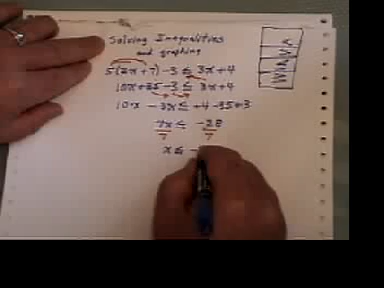 Solving Inequalities
and graphing
5(2x+7) -3 ≤ 3x+4
10x+35 -3 ≤ 3x+4
10x -3x ≤ +4 -35+3
7x ≤ -28
7 7
x ≤ -
<
>
≤
≥